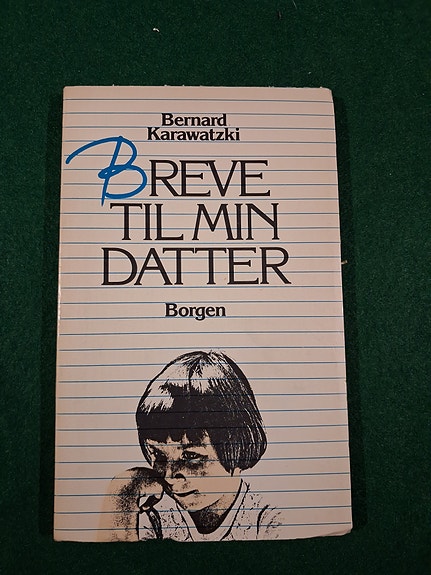 Bernard
Karawatzki
BREVE
TIL MIN
DATTER
Borgen